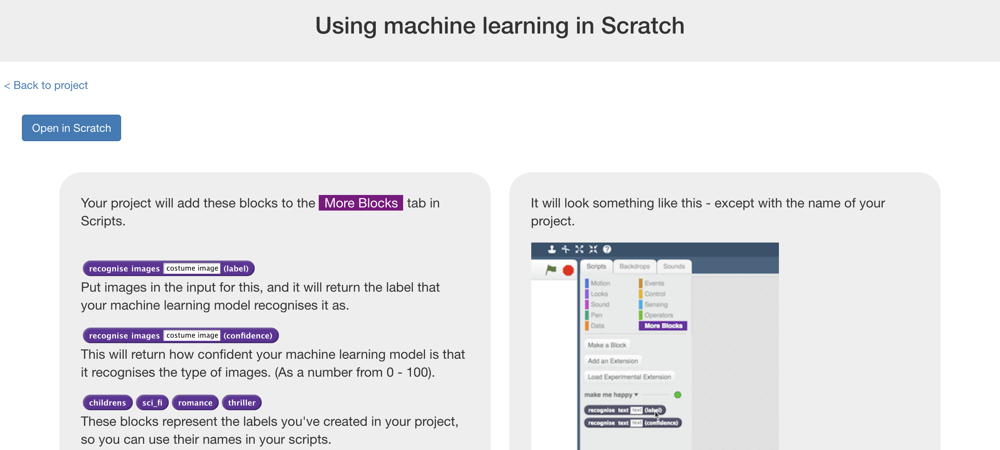 Using machine learning in Scratch
< Back to project
Open in Scratch
Your project will add these blocks to the More Blocks tab in
Scripts.
recognise images costume image (label)
Put images in the input for this, and it will return the label that
your machine learning model recognises it as.
recognise images costume image (confidence)
This will return how confident your machine learning model is that
it recognises the type of images. (As a number from 0 - 100).
childrens sci_fi romance thriller
These blocks represent the labels you've created in your project,
so you can use their names in your scripts.
It will look something like this - except with the name of your
project.
?
Scripts Backdrops Sounds
Motion Events
Looks Control
Sound Sensing
Pen Operators
Data More Blocks
Make a Block
Add an Extension
Load Experimental Extension
make me happy
recognise text text (label)
recognise text text (confidence)